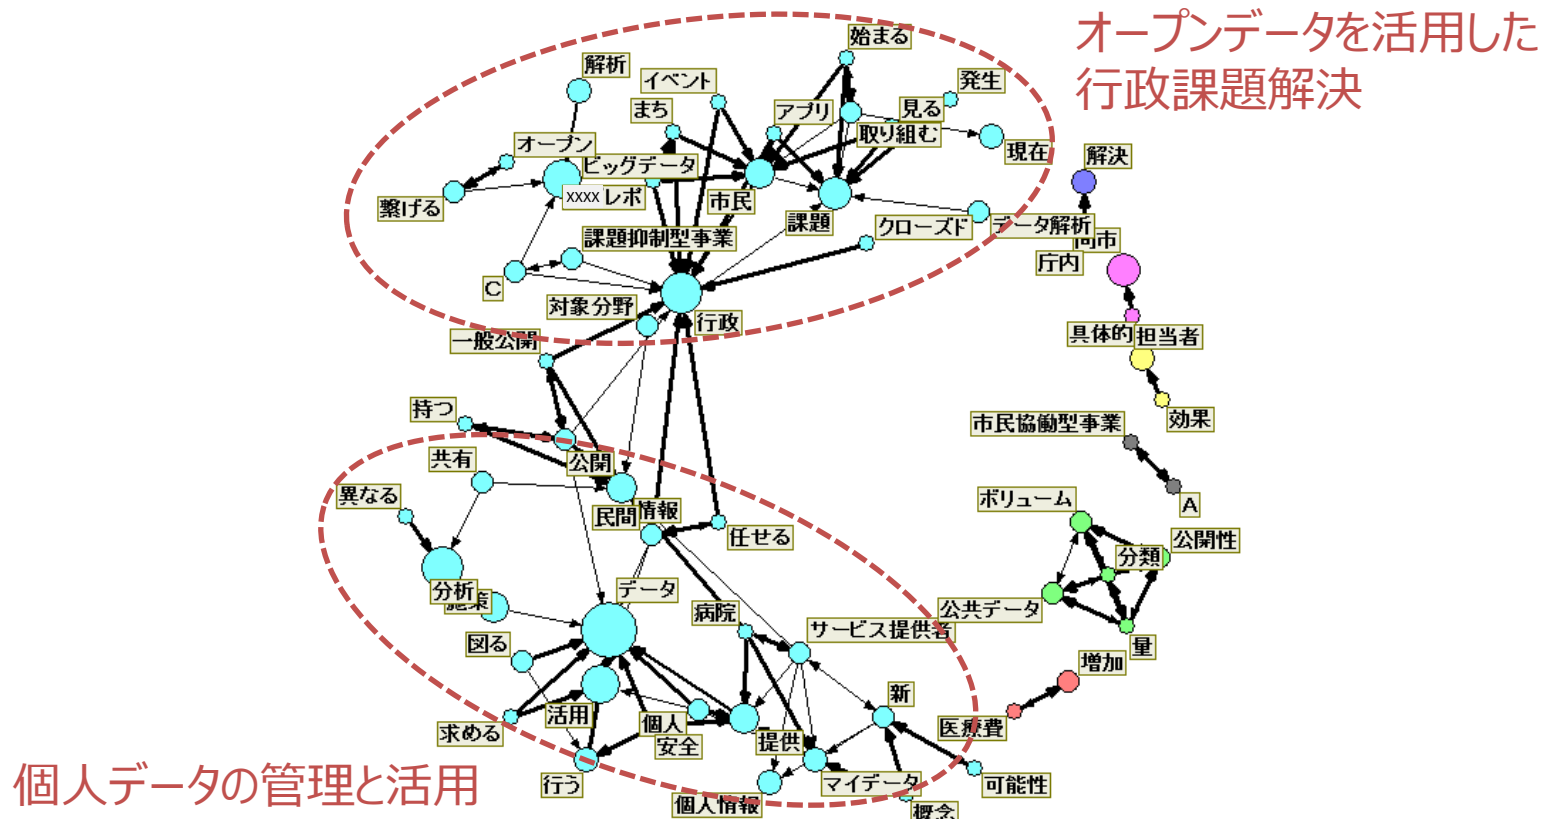 オープンデータを活用した
行政課題解決
始まる
解析
イベント
発生
まち
アプリ
見る
取り組む
現在
オープン
ビッグデータ
解決
繋げる
xxxx レポ
市民
課題
クローズド
データ解析
同市
庁内
課題抑制型事業
C
対象分野
行政
具体的
担当者
一般公開
持つ
効果
市民協働型事業
共有
公開
異なる
ボリューム
A
民間
情報
任せる
公開性
分類
分析
施策
データ
病院
サービス提供者
公共データ
量
図る
増加
新
求める
活用
個人
安全
提供
医療費
個人データの管理と活用
行う
マイデータ
可能性
個人情報
概念